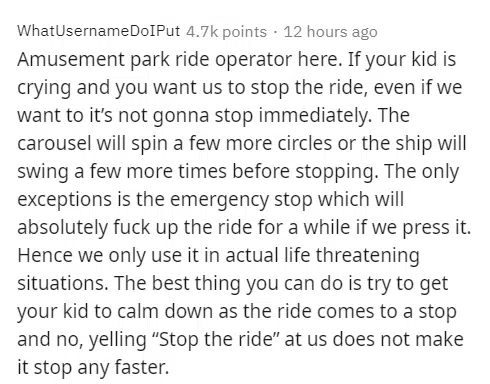 WhatUsernameDoIPut 4.7k points · 12 hours ago
Amusement park ride operator here. If your kid is
crying and you want us to stop the ride, even if we
want to it’s not gonna stop immediately. The
carousel will spin a few more circles or the ship will
swing a few more times before stopping. The only
exceptions is the emergency stop which will
absolutely fuck up the ride for a while if we press it.
Hence we only use it in actual life threatening
situations. The best thing you can do is try to get
your kid to calm down as the ride comes to a stop
and no, yelling “Stop the ride” at us does not make
it stop any faster.